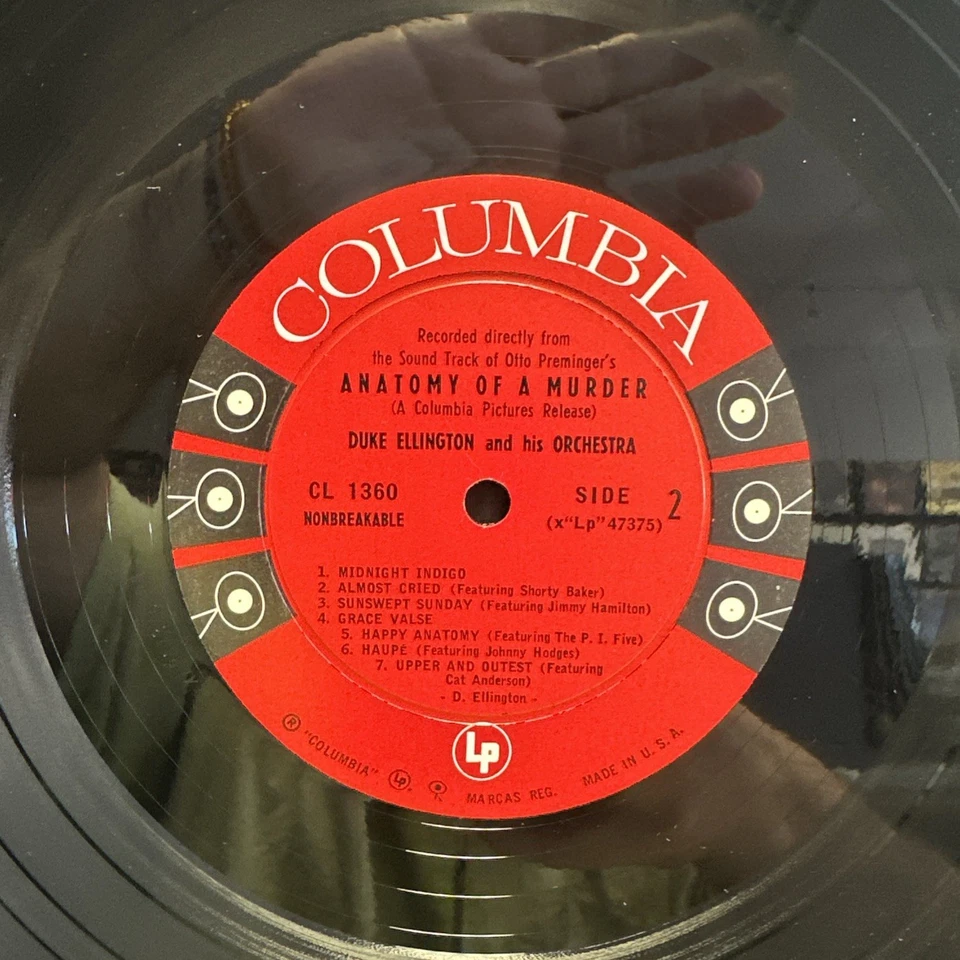 COLUMBIA
Recorded directly from
the Sound Track of Otto Preminger's
ANATOMY OF A MURDER
(A Columbia Pictures Release)
DUKE ELLINGTON and his ORCHESTRA
CL 1360
NONBREAKABLE
SIDE 2
(x"Lp"47375)
1. MIDNIGHT INDIGO
2. ALMOST CRIED (Featuring Shorty Baker)
3. SUNSWEPT SUNDAY (Featuring Jimmy Hamilton)
4. GRACE VALSE
5. HAPPY ANATOMY (Featuring The P. I. Five)
6. HAUPÉ (Featuring Johnny Hodges)
7. UPPER AND OUTEST (Featuring
Cat Anderson)
- D. Ellington -
Lp
® "COLUMBIA" Lp. MARCAS REG. MADE IN U. S. A.